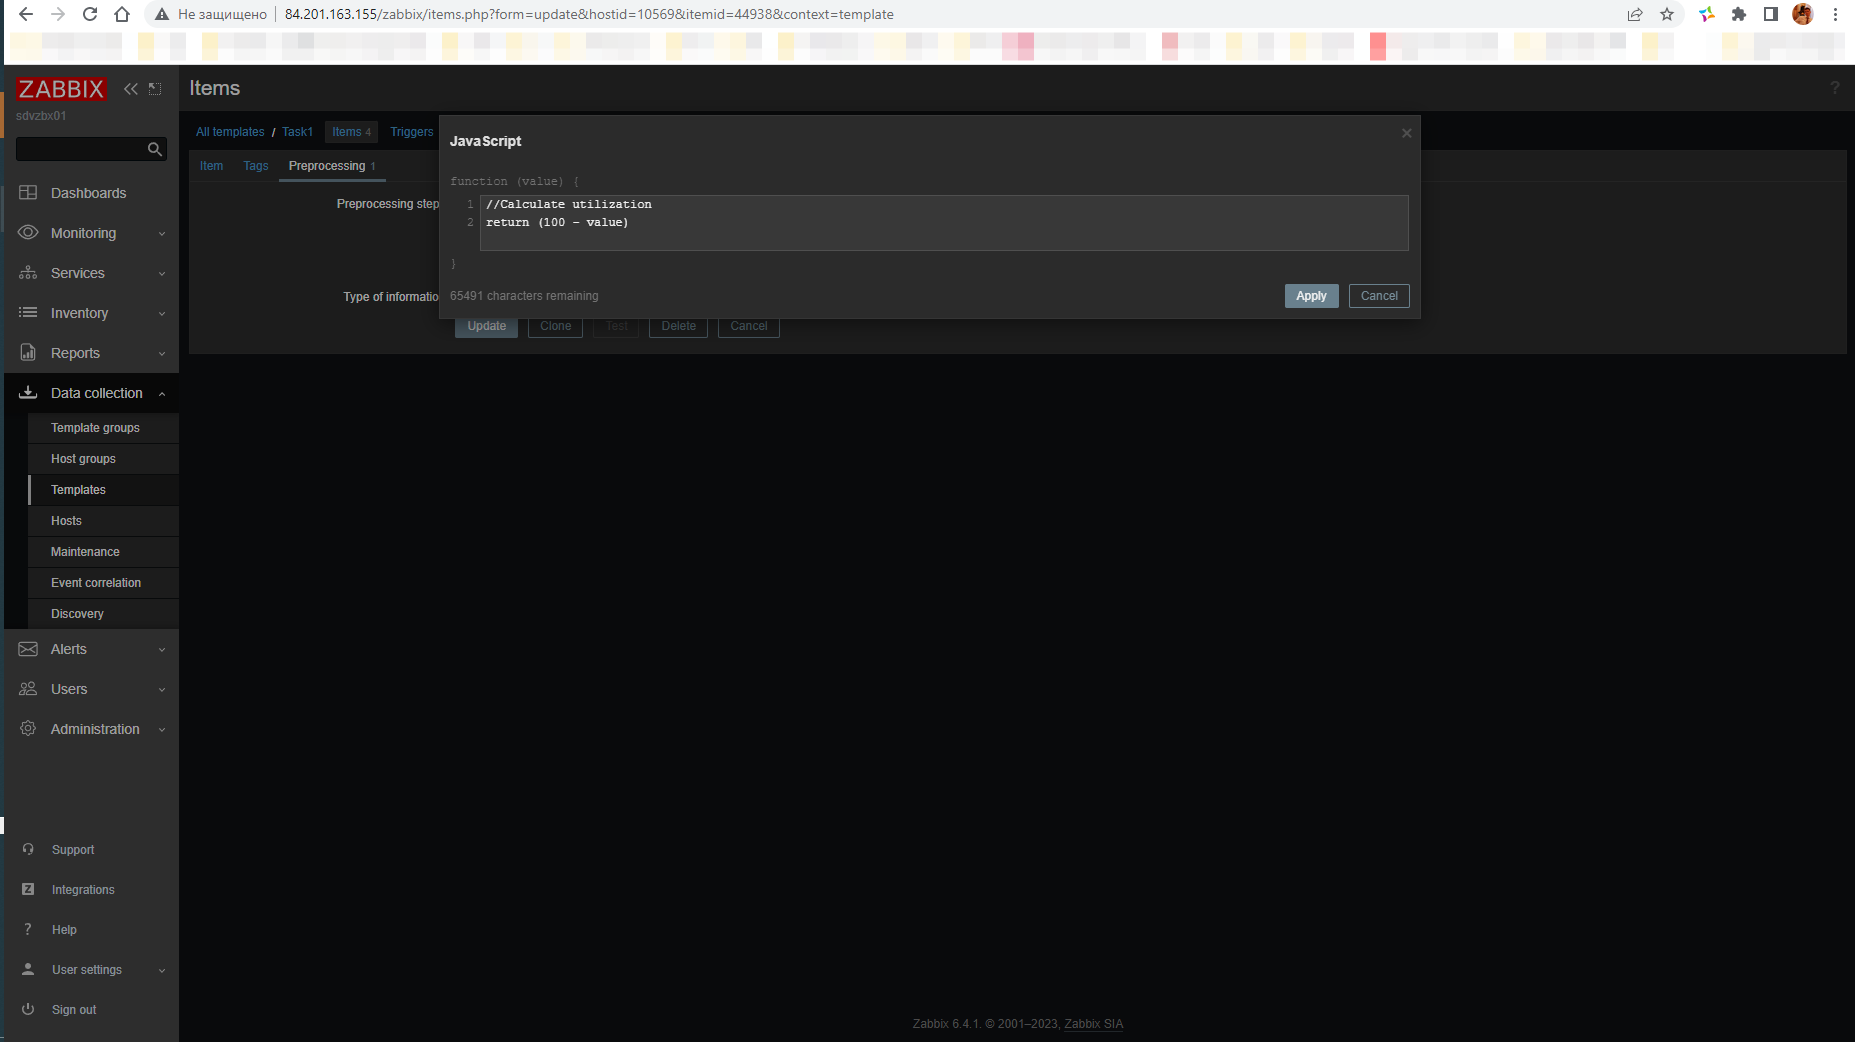 Не защищено
84.201.163.155/zabbix/items.php?form=update&hostid=10569&itemid=44938&context=template
ZABBIX
sdvzbx01
Dashboards
Monitoring
Services
Inventory
Reports
Data collection
Template groups
Host groups
Templates
Hosts
Maintenance
Event correlation
Discovery
Alerts
Users
Administration
Support
Z Integrations
? Help
User settings
Sign out
Items
?
All templates / Task1 Items 4 Triggers
Item Tags Preprocessing 1
Preprocessing step
Type of informatio
Update Clone Test Delete Cancel
JavaScript
function (value) {
1 //Calculate utilization
2 return (100 - value)
}
65491 characters remaining
Apply Cancel
Zabbix 6.4.1. © 2001–2023, Zabbix SIA